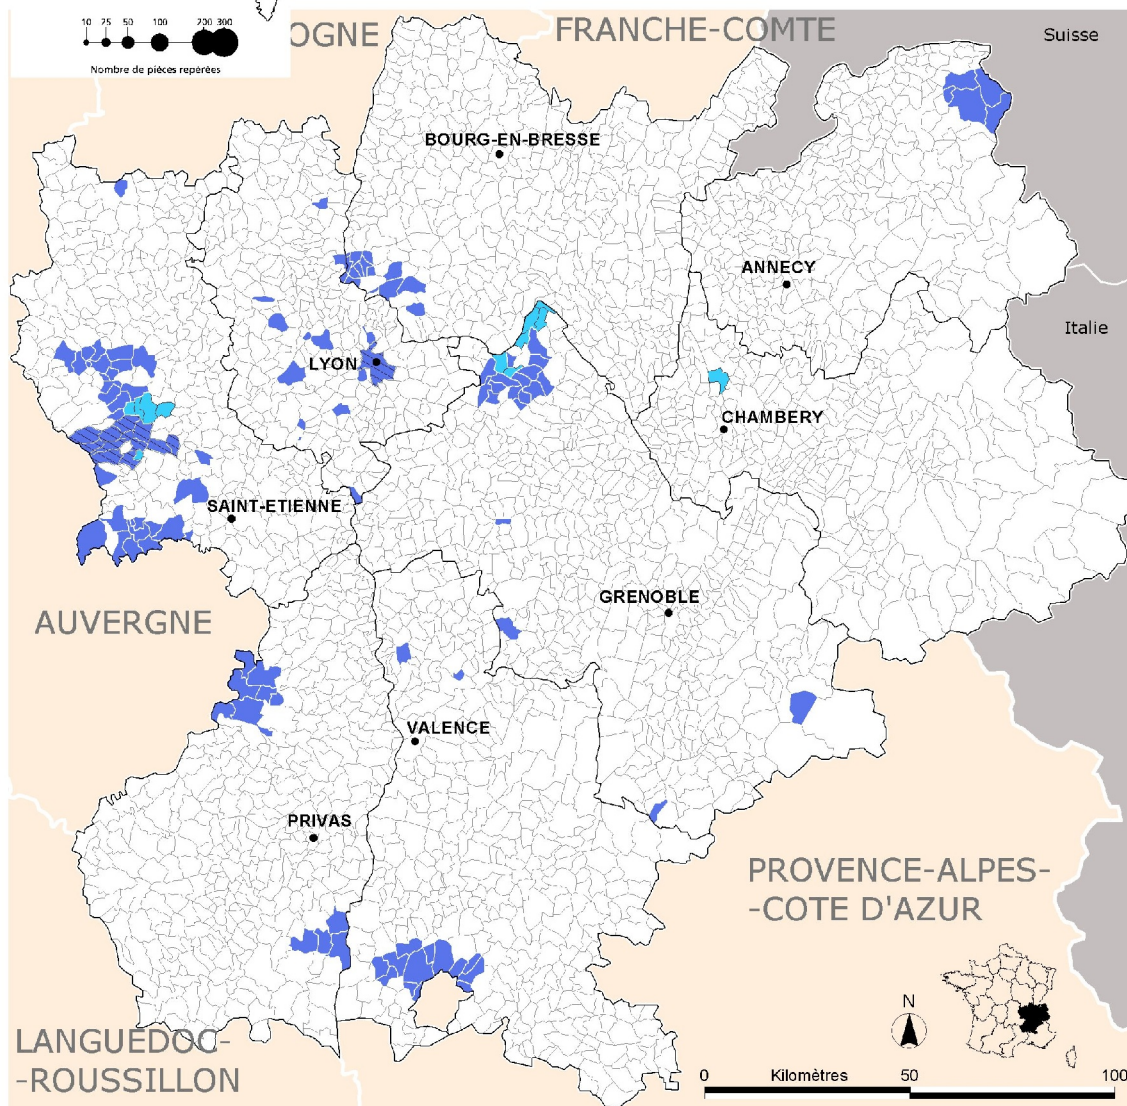 10 25 50 100 200 300
Nombre de pièces repérées
OGNE
FRANCHE-COMTE
Suisse
BOURG-EN-BRESSE
ANNECY
Italie
LYON
CHAMBERY
SAINT-ETIENNE
GRENOBLE
AUVERGNE
VALENCE
PRIVAS
PROVENCE-ALPES-
-COTE D'AZUR
N
LANGUEDOC-
-ROUSSILLON
0 Kilomètres 50 100